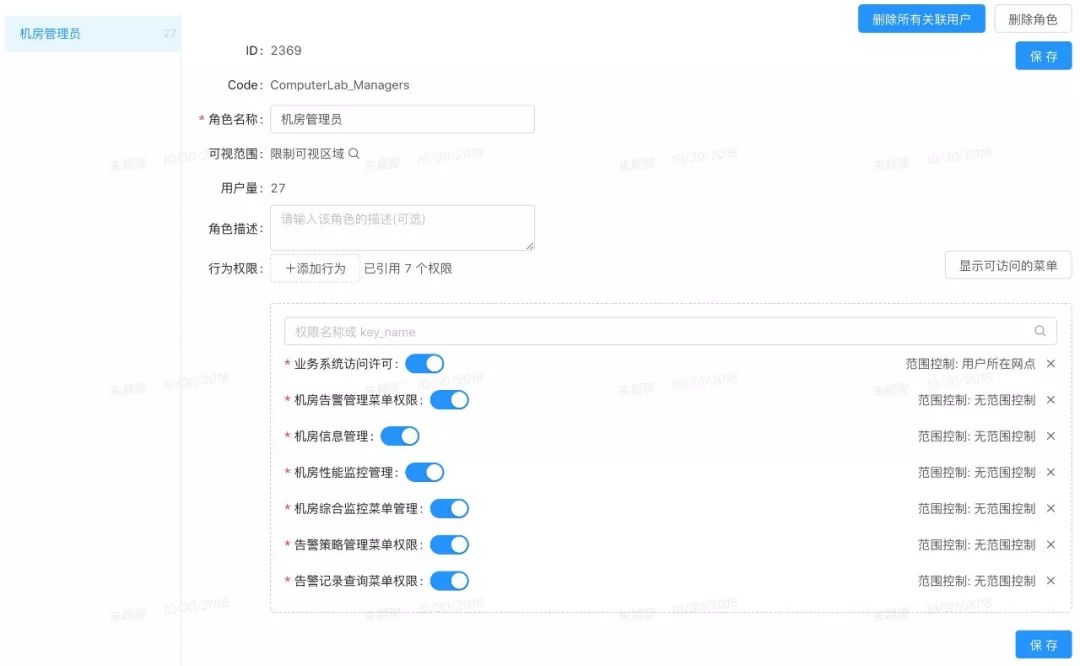 删除所有关联用户 删除角色
机房管理员 27
ID: 2369
保 存
Code: ComputerLab_Managers
* 角色名称: 机房管理员
可视范围: 限制可视区域
用户量: 27
角色描述: 请输入该角色的描述(可选)
行为权限: +添加行为 已引用 7 个权限 显示可访问的菜单
权限名称或 key_name
* 业务系统访问许可: 范围控制: 用户所在网点 ×
* 机房告警管理菜单权限: 范围控制: 无范围控制 ×
* 机房信息管理: 范围控制: 无范围控制 ×
* 机房性能监控管理: 范围控制: 无范围控制 ×
* 机房综合监控菜单管理: 范围控制: 无范围控制 ×
* 告警策略管理菜单权限: 范围控制: 无范围控制 ×
* 告警记录查询菜单权限: 范围控制: 无范围控制 ×
保 存
10/30/2018